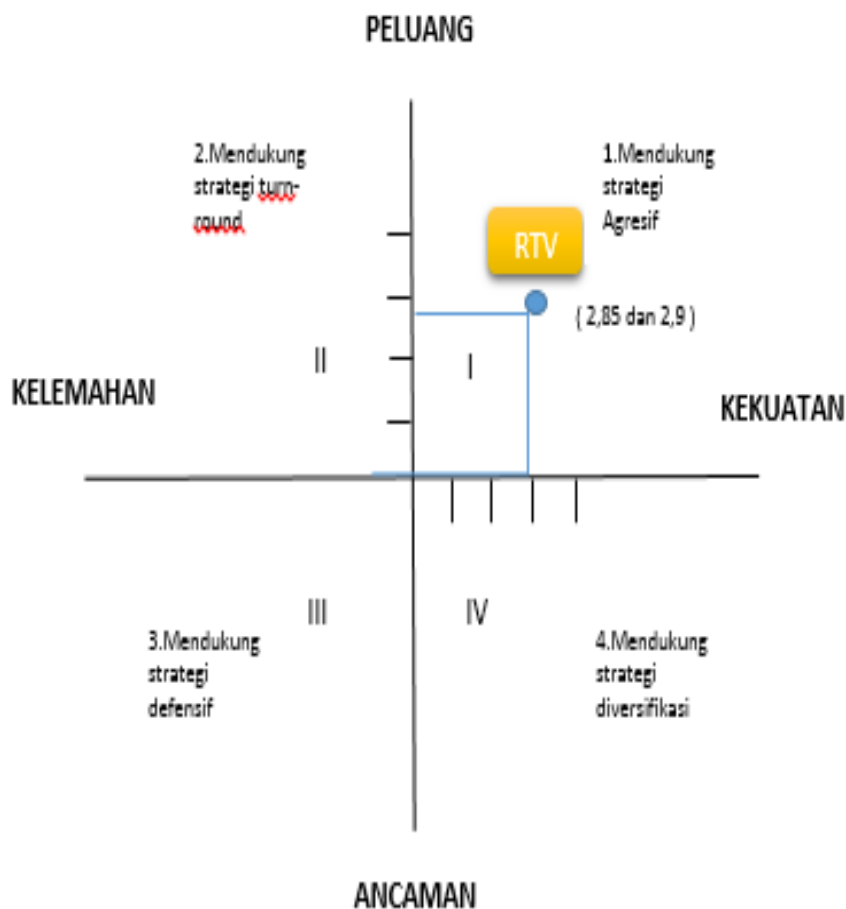 PELUANG
2.Mendukung
strategi turn-
round
1.Mendukung
strategi
Agresif
RTV
( 2,85 dan 2,9 )
II
I
KELEMAHAN
KEKUATAN
III
IV
3.Mendukung
strategi
defensif
4.Mendukung
strategi
diversifikasi
ANCAMAN